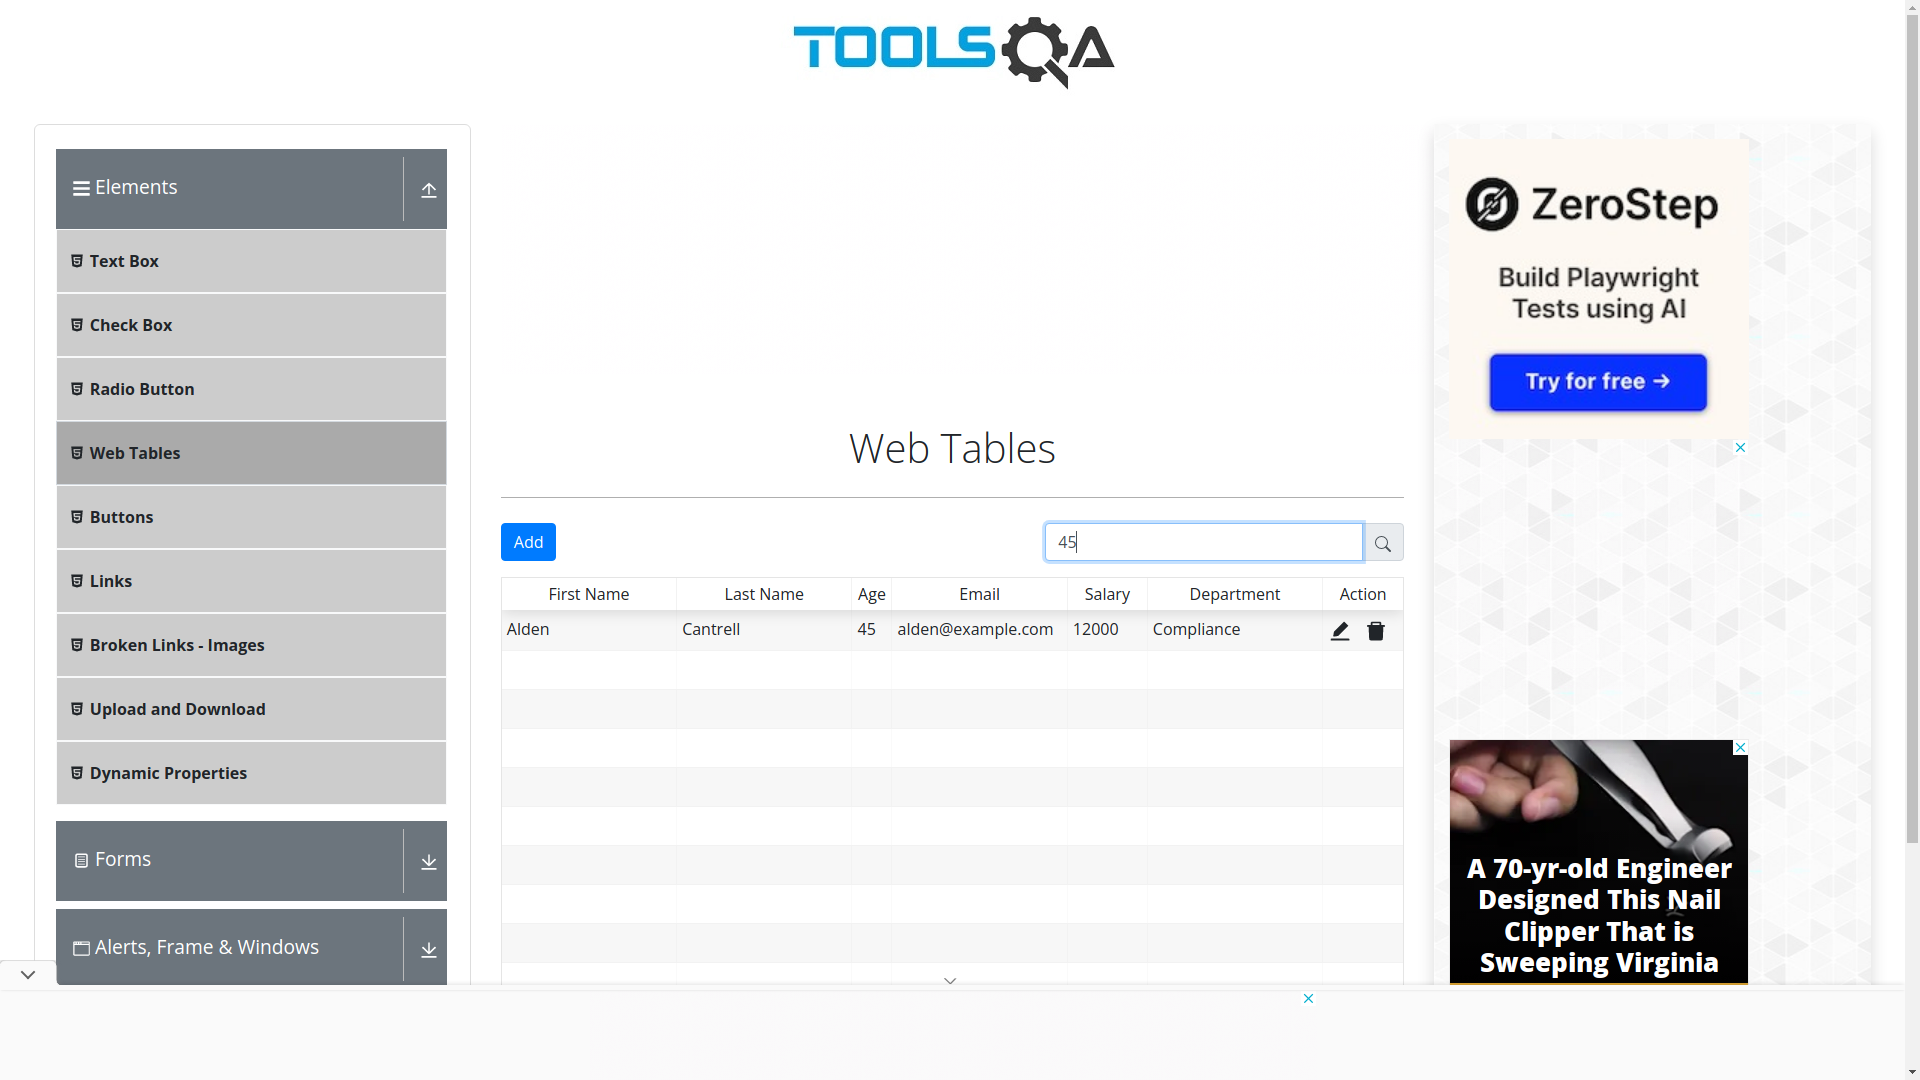 TOOLSQA
Elements
Text Box
Check Box
Radio Button
Web Tables
Buttons
Links
Broken Links - Images
Upload and Download
Dynamic Properties
Forms
Alerts, Frame & Windows
Web Tables
Add
45
First Name Last Name Age Email Salary Department Action
Alden Cantrell 45 alden@example.com 12000 Compliance
ZeroStep
Build Playwright
Tests using AI
Try for free →
A 70-yr-old Engineer
Designed This Nail
Clipper That is
Sweeping Virginia